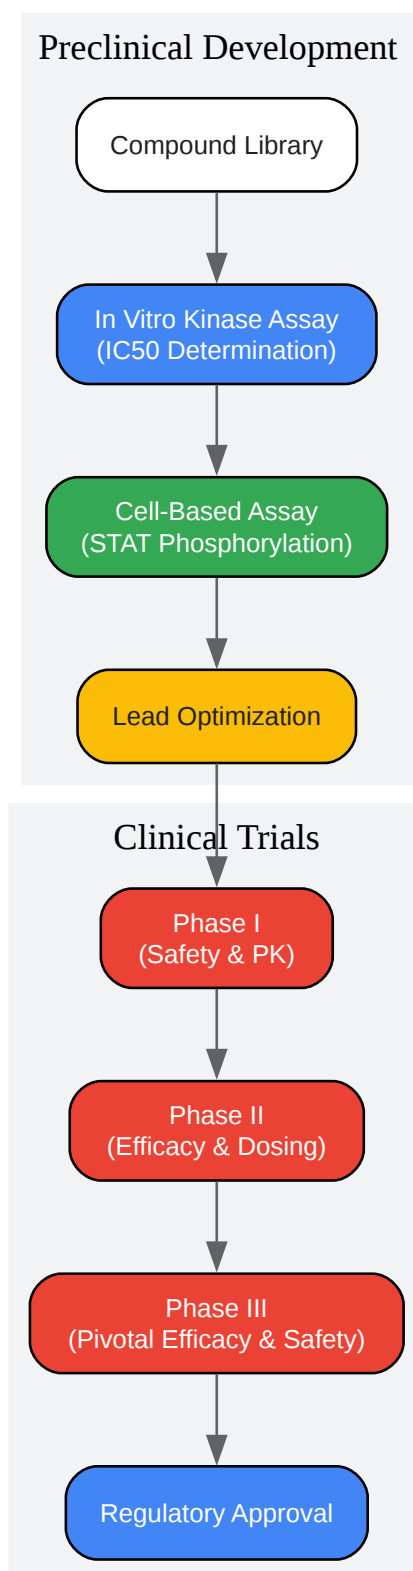 Preclinical Development
Compound Library
In Vitro Kinase Assay
(IC50 Determination)
Cell-Based Assay
(STAT Phosphorylation)
Lead Optimization
Clinical Trials
Phase I
(Safety & PK)
Phase II
(Efficacy & Dosing)
Phase III
(Pivotal Efficacy & Safety)
Regulatory Approval